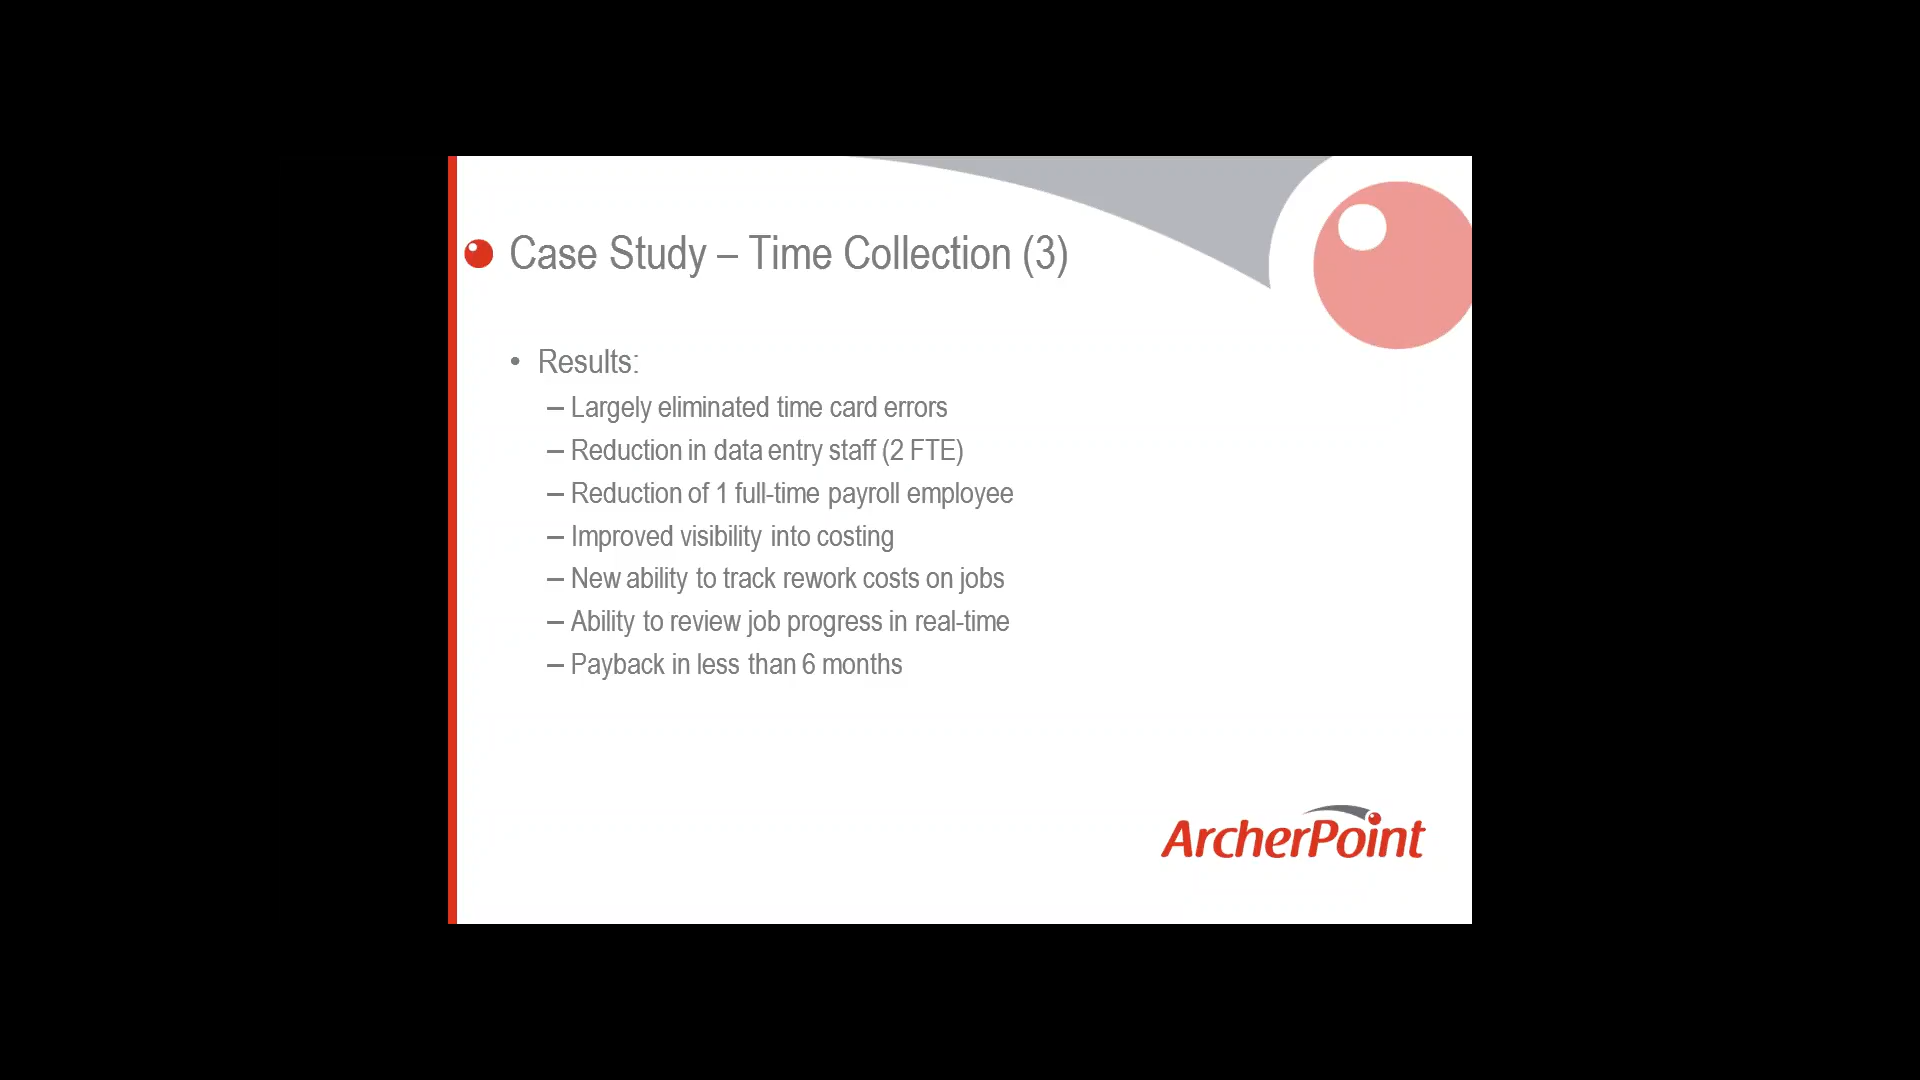 Case Study – Time Collection (3)
• Results:
– Largely eliminated time card errors
– Reduction in data entry staff (2 FTE)
– Reduction of 1 full-time payroll employee
– Improved visibility into costing
– New ability to track rework costs on jobs
– Ability to review job progress in real-time
– Payback in less than 6 months
ArcherPoint